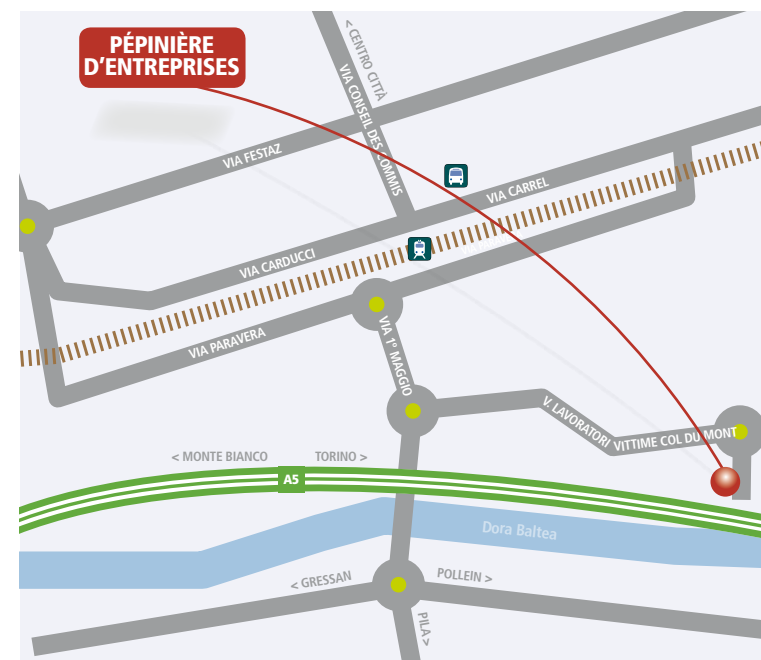 PÉPINIÈRE
D'ENTREPRISES
< CENTRO CITTÀ
VIA CONSEIL DES COMMIS
VIA FESTAZ
VIA CARREL
VIA CARDUCCI
VIA PARAVERA
VIA 1° MAGGIO
V. LAVORATORI VITTIME COL DU MONT
< MONTE BIANCO
TORINO >
A5
Dora Baltea
< GRESSAN
POLLEIN >
PILA >